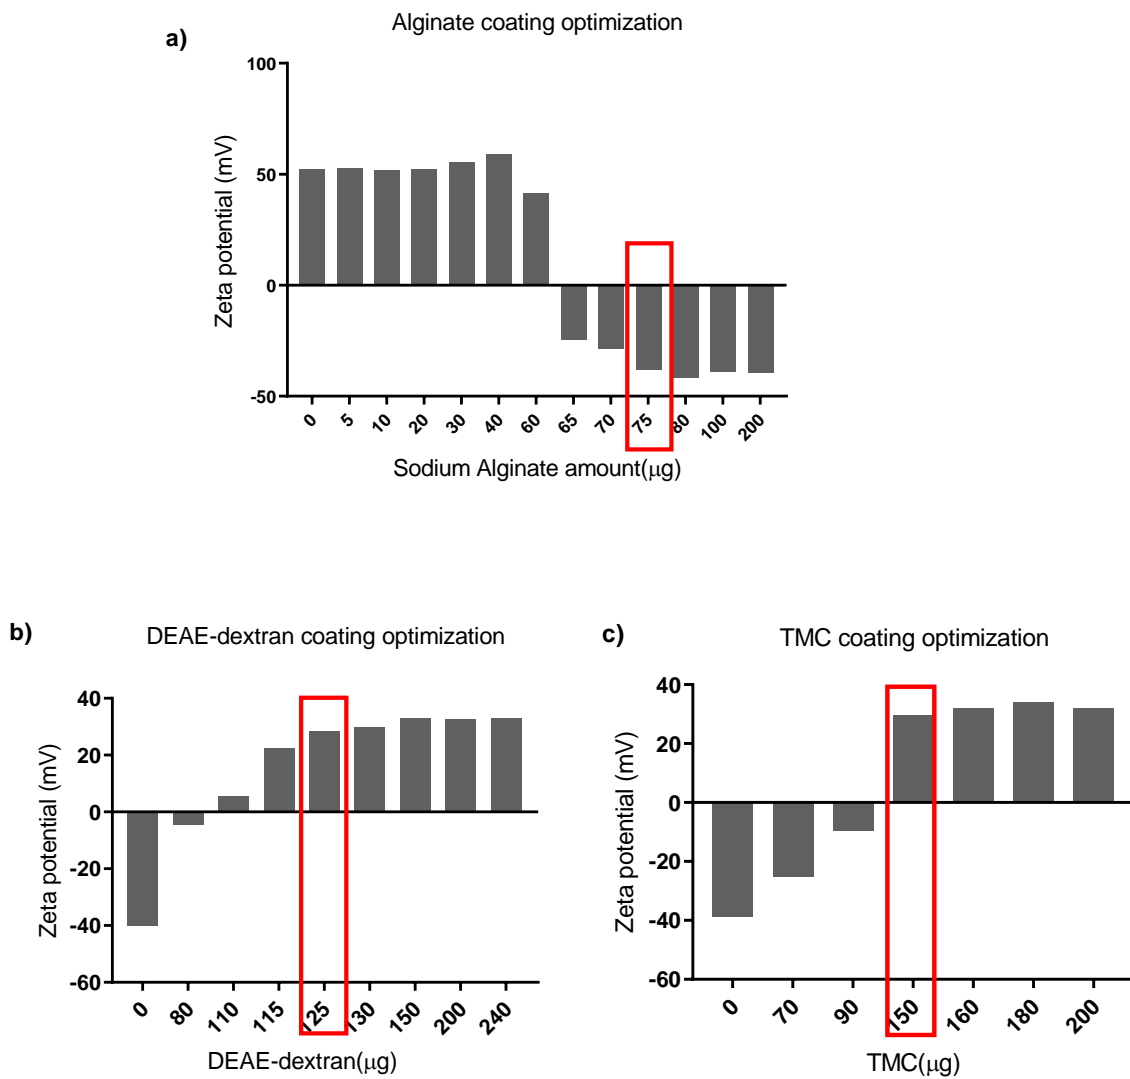 a)
Alginate coating optimization
Zeta potential (mV)
100
50
0
-50
0 5 10 20 30 40 60 65 70 75 80 100 200
Sodium Alginate amount(μg)
b)
DEAE-dextran coating optimization
Zeta potential (mV)
40
20
0
-20
-40
-60
0 80 110 115 125 130 150 200 240
DEAE-dextran(μg)
c)
TMC coating optimization
Zeta potential (mV)
40
20
0
-20
-40
-60
0 70 90 150 160 180 200
TMC(μg)